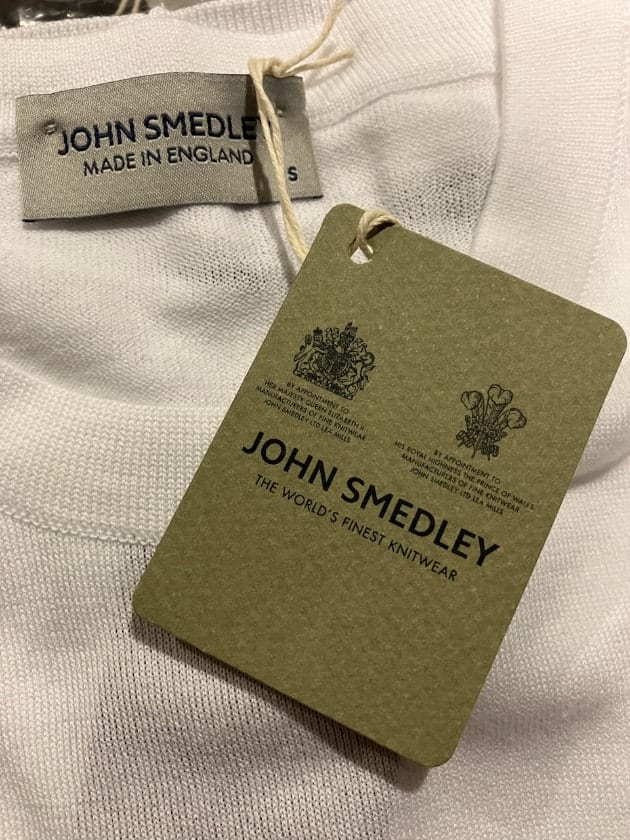 JOHN SMEDLE
MADE IN ENGLAND
S
BY APPOINTMENT TO
HER MAJESTY QUEEN ELIZABETH II
MANUFACTURERS OF FINE KNITWEAR
JOHN SMEDLEY LTD LEA MILLS
BY APPOINTMENT TO
HIS ROYAL HIGHNESS THE PRINCE OF WALES
MANUFACTURERS OF FINE KNITWEAR
JOHN SMEDLEY LTD LEA MILLS
JOHN SMEDLEY
THE WORLD'S FINEST KNITWEAR